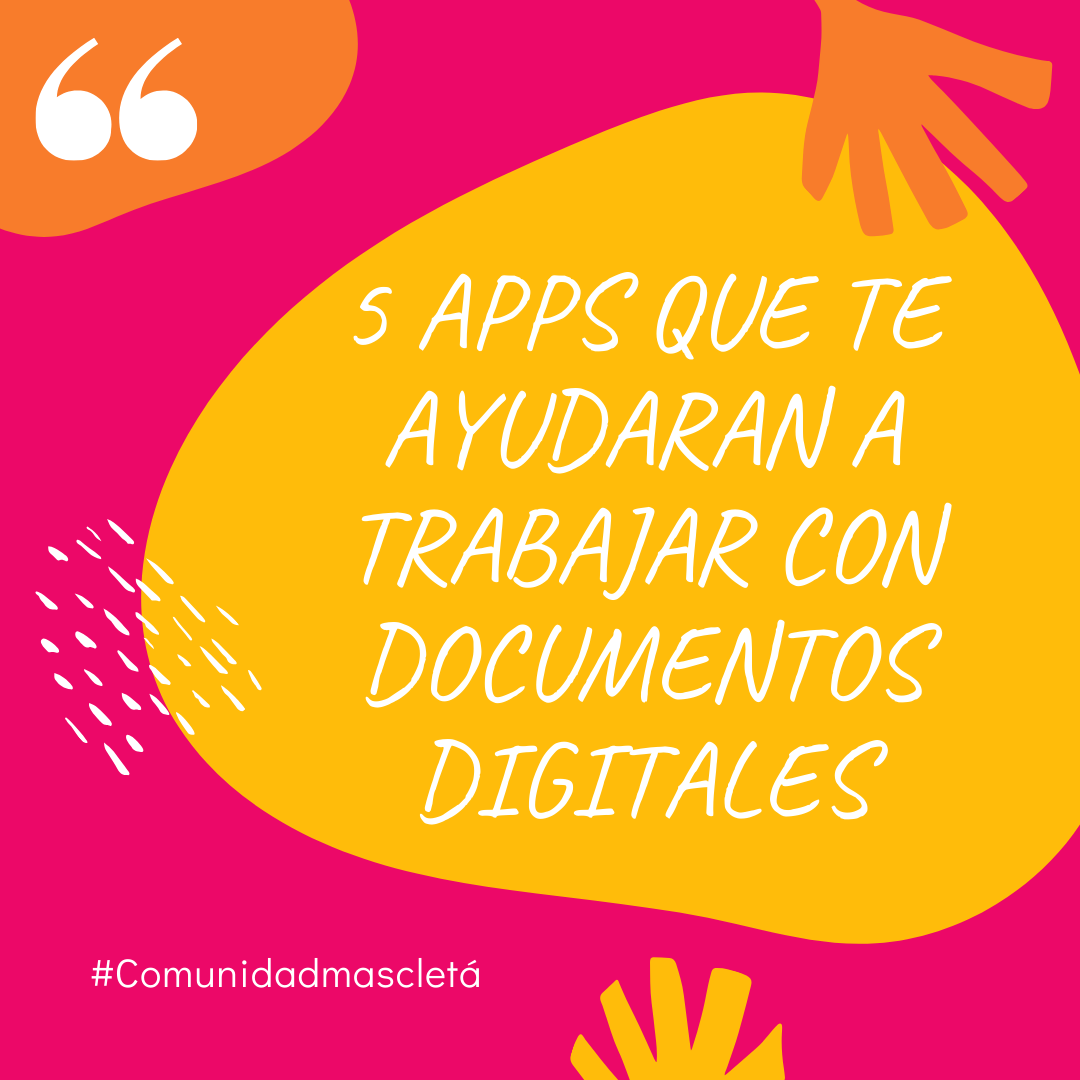 5 APPS QUE TE
AYUDARAN A
TRABAJAR CON
DOCUMENTOS
DIGITALES
#Comunidadmascletá